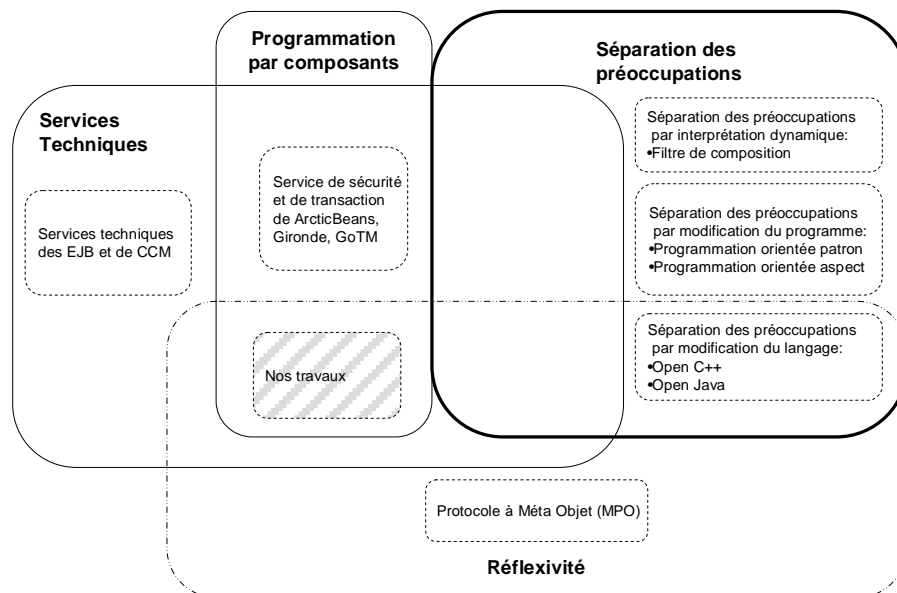 Programmation
par composants
Séparation des
préoccupations
Services
Techniques
Séparation des préoccupations
par interprétation dynamique:
•Filtre de composition
Service de sécurité
et de transaction
de ArcticBeans,
Gironde, GoTM
Services techniques
des EJB et de CCM
Séparation des préoccupations
par modification du programme:
•Programmation orientée patron
•Programmation orientée aspect
Séparation des préoccupations
par modification du langage:
•Open C++
•Open Java
Nos travaux
Protocole à Méta Objet (MPO)
Réflexivité